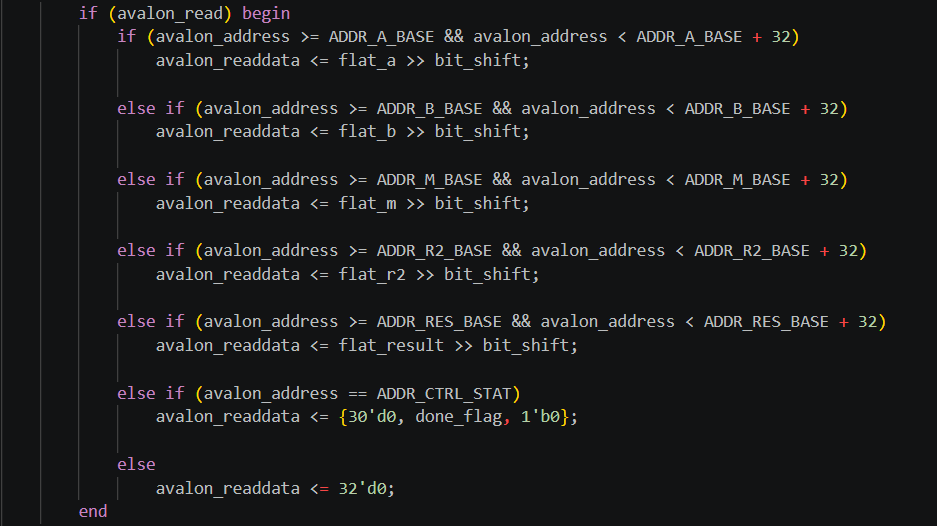 if (avalon_read) begin
if (avalon_address >= ADDR_A_BASE && avalon_address < ADDR_A_BASE + 32)
avalon_readdata <= flat_a >> bit_shift;
else if (avalon_address >= ADDR_B_BASE && avalon_address < ADDR_B_BASE + 32)
avalon_readdata <= flat_b >> bit_shift;
else if (avalon_address >= ADDR_M_BASE && avalon_address < ADDR_M_BASE + 32)
avalon_readdata <= flat_m >> bit_shift;
else if (avalon_address >= ADDR_R2_BASE && avalon_address < ADDR_R2_BASE + 32)
avalon_readdata <= flat_r2 >> bit_shift;
else if (avalon_address >= ADDR_RES_BASE && avalon_address < ADDR_RES_BASE + 32)
avalon_readdata <= flat_result >> bit_shift;
else if (avalon_address == ADDR_CTRL_STAT)
avalon_readdata <= {30'd0, done_flag, 1'b0};
else
avalon_readdata <= 32'd0;
end